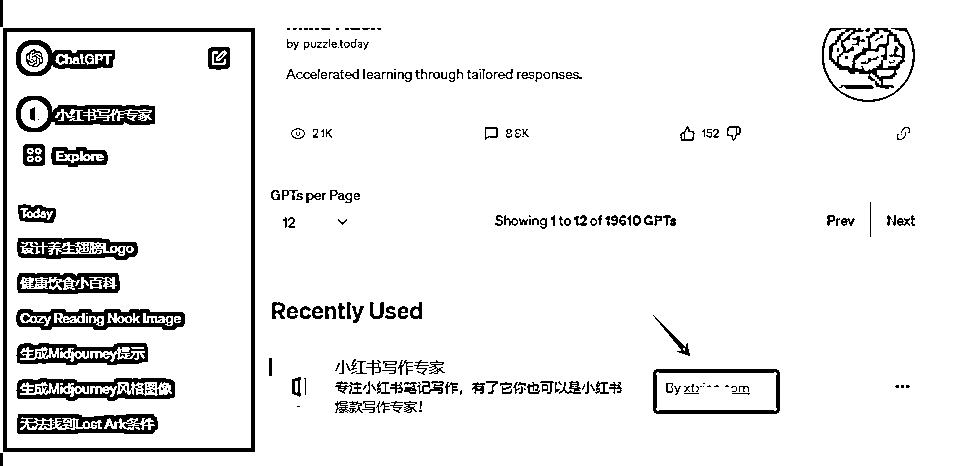 ChatGPT
小红书写作专家
Explore
Today
设计养生翅膀Logo
健康饮食小百科
Cozy Reading Nook Image
生成Midjourney提示
生成Midjourney风格图像
无法找到Lost Ark条件
by puzzle.today
Accelerated learning through tailored responses.
21K
152
GPTs per Page
12
Showing 1 to 12 of 19610 GPTs
Prev
Next
Recently Used
小红书写作专家
专注小红书笔记写作，有了它你也可以是小红书
爆款写作专家！
By